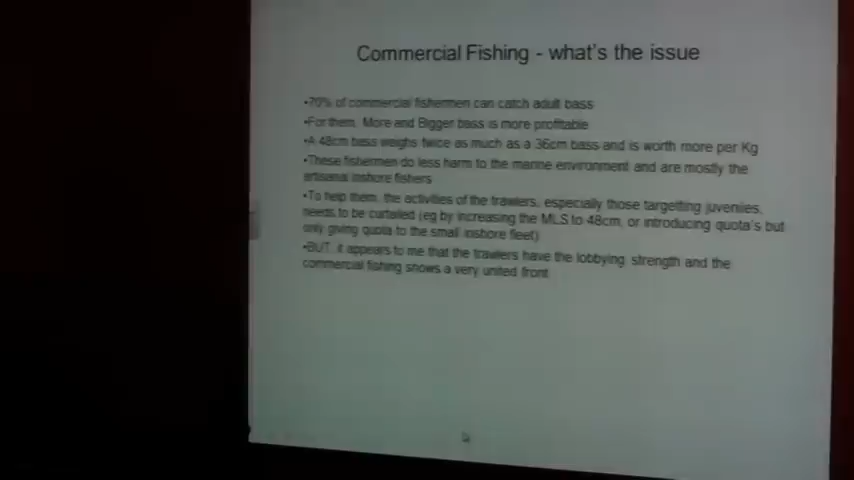 Commercial Fishing - what's the issue
•70% of commercial fishermen can catch adult bass
•For them, More and Bigger bass is more profitable
•A 48cm bass weighs twice as much as a 36cm bass and is worth more per Kg
•These fishermen do less harm to the marine environment and are mostly the
artisanal inshore fishers
•To help them, the activities of the trawlers, especially those targetting juveniles,
needs to be curtailed (eg by increasing the MLS to 48cm, or introducing quota's but
only giving quota to the small inshore fleet)
•BUT, it appears to me that the trawlers have the lobbying strength and the
commercial fishing shows a very united front